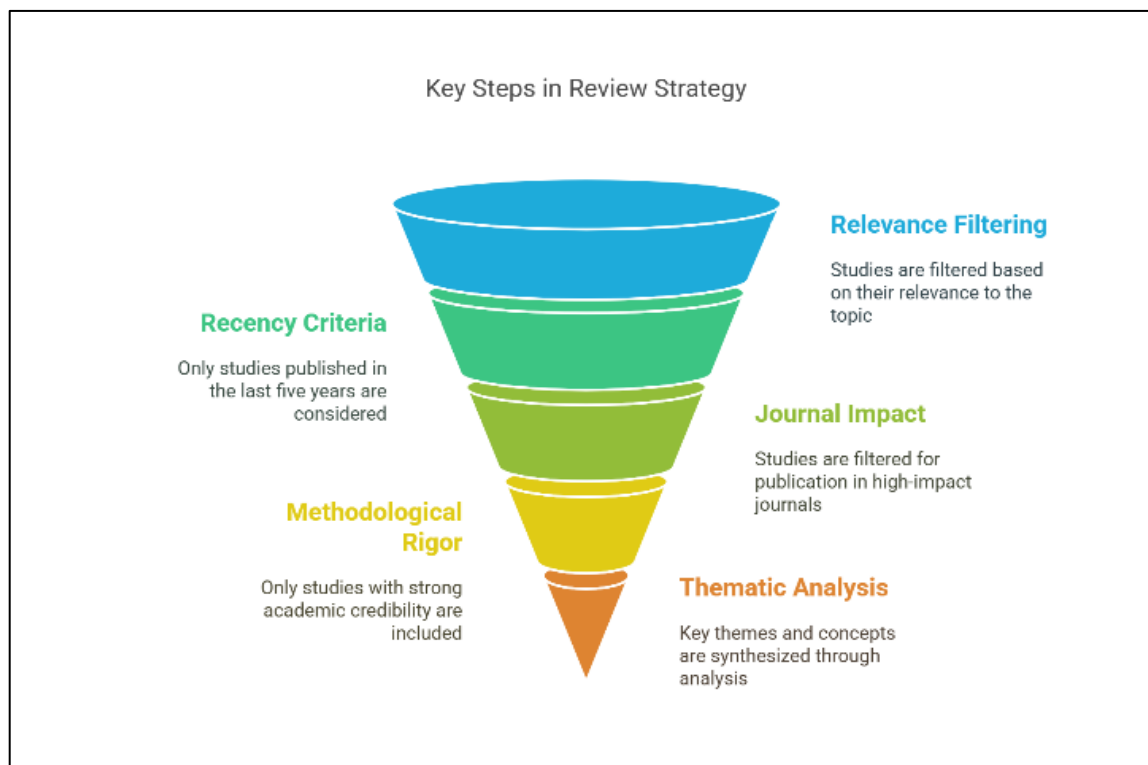 Key Steps in Review Strategy
Relevance Filtering
Studies are filtered based
on their relevance to the
topic
Recency Criteria
Only studies published in
the last five years are
considered
Journal Impact
Studies are filtered for
publication in high-impact
journals
Methodological
Rigor
Only studies with strong
academic credibility are
included
Thematic Analysis
Key themes and concepts
are synthesized through
analysis